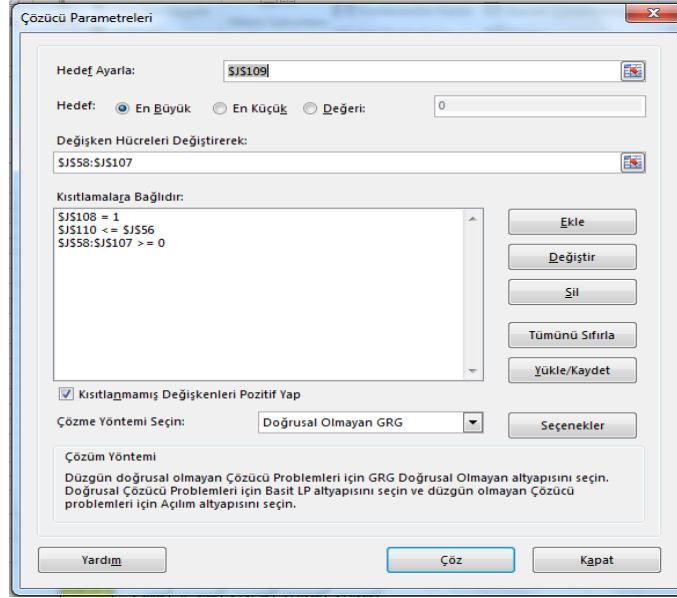 Çözücü Parametreleri
Hedef Ayarla:
$J$109
Hedef:
En Büyük
En Küçük
Değeri:
0
Değişken Hücreleri Değiştirerek:
$J$58:$J$107
Kısıtlamalara Bağlıdır:
$J$108 = 1
$J$110 <= $J$56
$J$58:$J$107 >= 0
Ekle
Değiştir
Sil
Tümünü Sıfırla
Yükle/Kaydet
Kısıtlanmamış Değişkenleri Pozitif Yap
Çözme Yöntemi Seçin:
Doğrusal Olmayan GRG
Seçenekler
Çözüm Yöntemi
Düzgün doğrusal olmayan Çözücü Problemleri için GRG Doğrusal Olmayan altyapısını seçin.
Doğrusal Çözücü Problemleri için Basit LP altyapısını seçin ve düzgün olmayan Çözücü
problemleri için Açılım altyapısını seçin.
Yardım
Çöz
Kapat